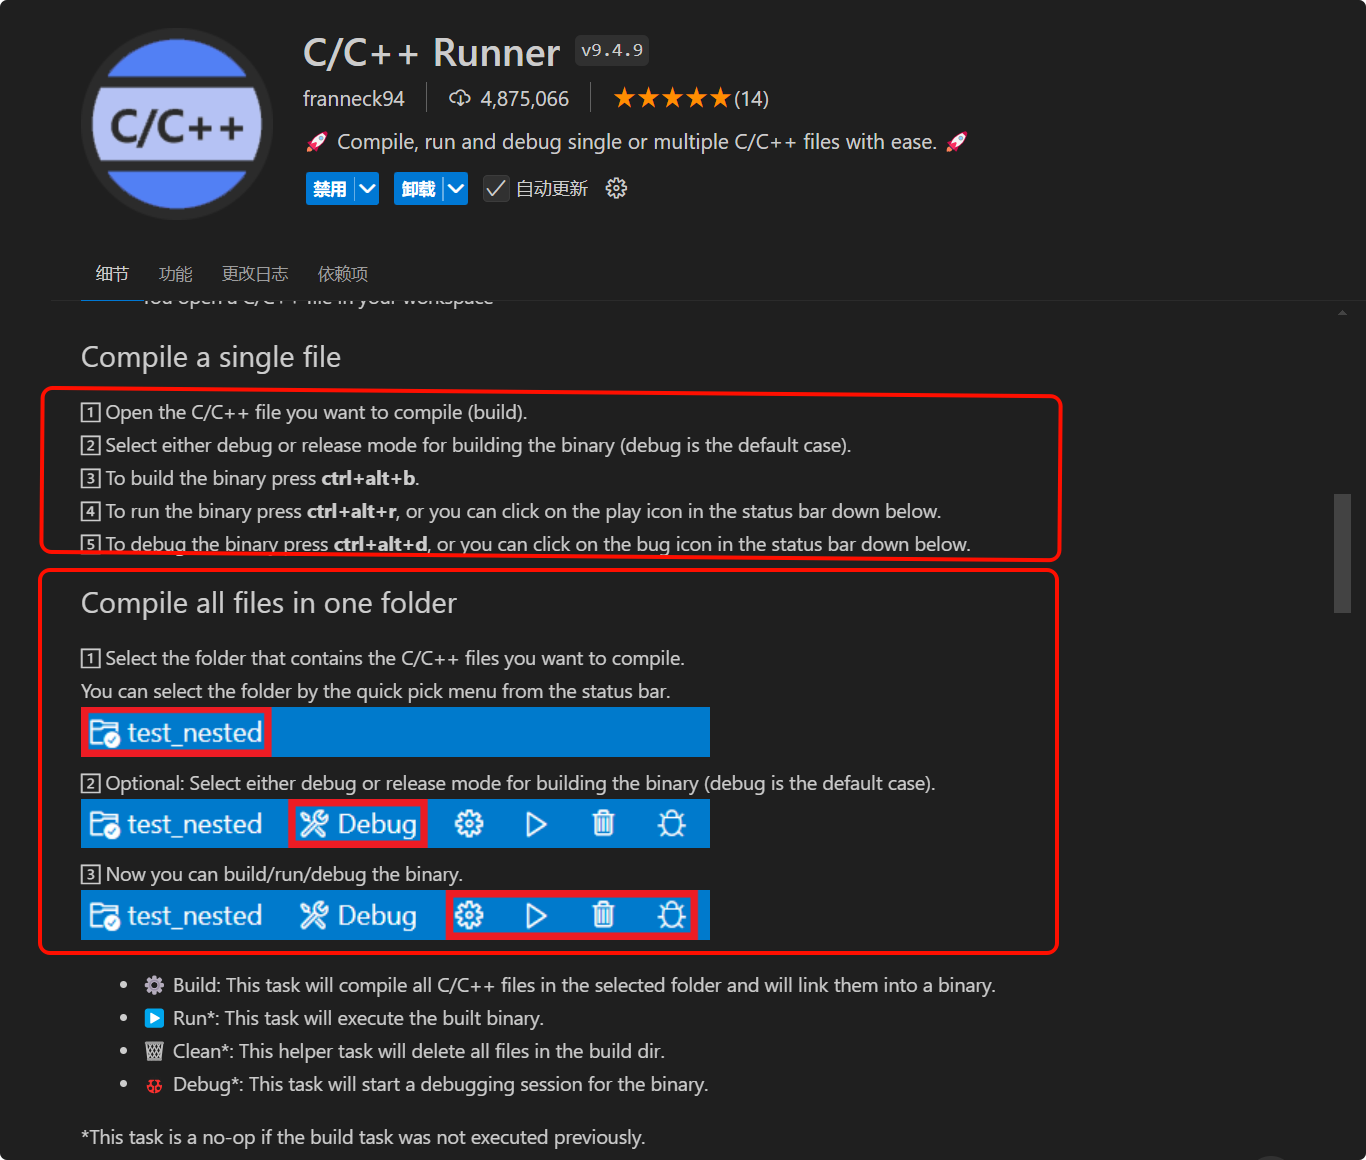 C/C++
C/C++ Runner v9.4.9
franneck94 4,875,066 (14)
🚀 Compile, run and debug single or multiple C/C++ files with ease. 🚀
禁用 卸载 自动更新
细节 功能 更改日志 依赖项
You open a C/C++ file in your workspace
Compile a single file
1 Open the C/C++ file you want to compile (build).
2 Select either debug or release mode for building the binary (debug is the default case).
3 To build the binary press ctrl+alt+b.
4 To run the binary press ctrl+alt+r, or you can click on the play icon in the status bar down below.
5 To debug the binary press ctrl+alt+d, or you can click on the bug icon in the status bar down below.
Compile all files in one folder
1 Select the folder that contains the C/C++ files you want to compile.
You can select the folder by the quick pick menu from the status bar.
test_nested
2 Optional: Select either debug or release mode for building the binary (debug is the default case).
test_nested Debug
3 Now you can build/run/debug the binary.
test_nested Debug
• Build: This task will compile all C/C++ files in the selected folder and will link them into a binary.
• Run*: This task will execute the built binary.
• Clean*: This helper task will delete all files in the build dir.
• Debug*: This task will start a debugging session for the binary.
*This task is a no-op if the build task was not executed previously.